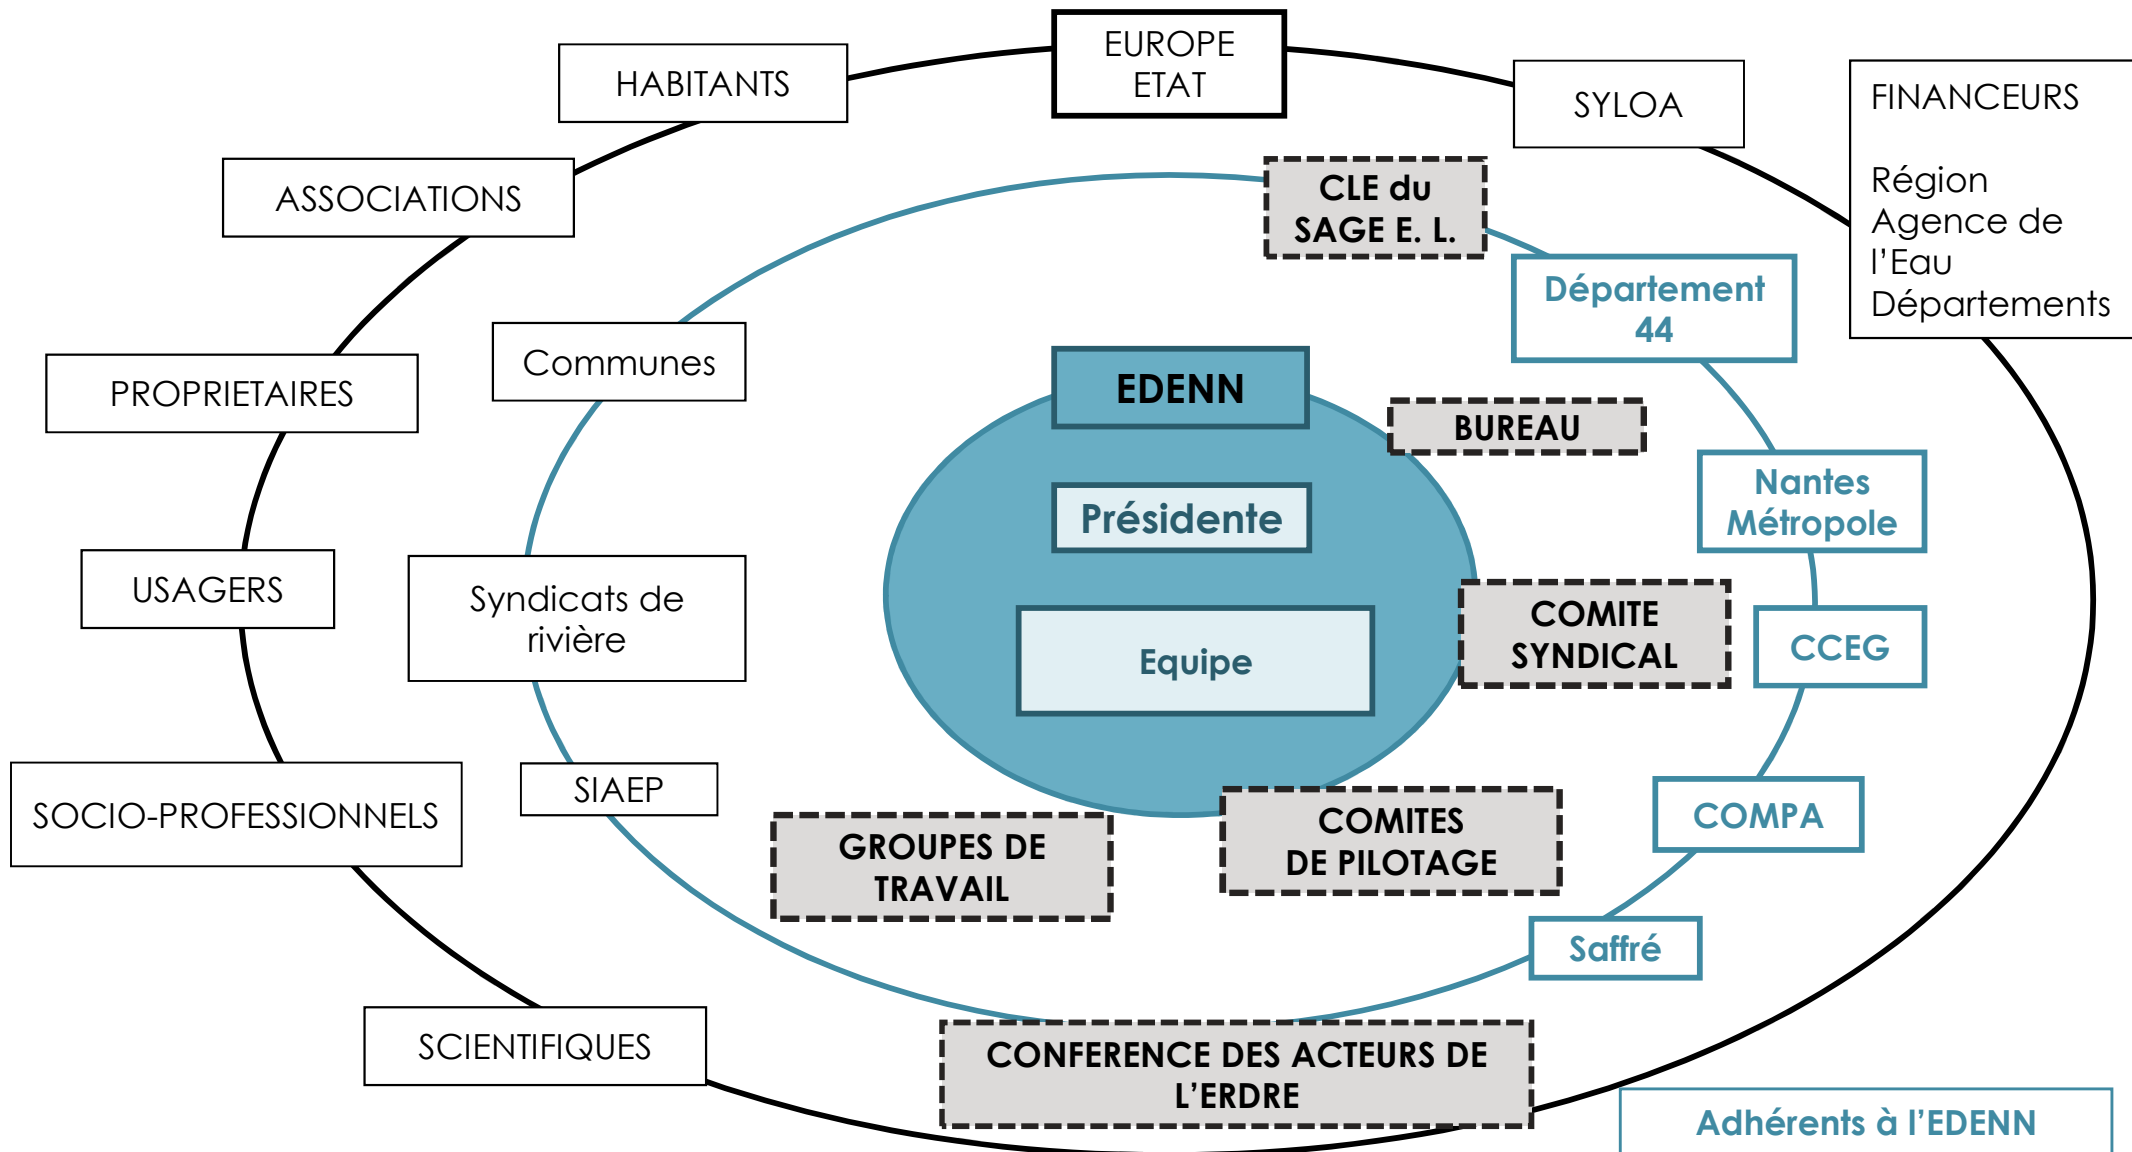 EUROPE
ETAT
HABITANTS
SYLOA
FINANCEURS
Région
Agence de
l'Eau
Départements
ASSOCIATIONS
CLE du
SAGE E. L.
Département
44
Communes
PROPRIETAIRES
EDENN
BUREAU
Présidente
Nantes
Métropole
USAGERS
Syndicats de
rivière
Equipe
COMITE
SYNDICAL
CCEG
SOCIO-PROFESSIONNELS
SIAEP
GROUPES DE
TRAVAIL
COMITES
DE PILOTAGE
COMPA
Saffré
SCIENTIFIQUES
CONFERENCE DES ACTEURS DE
L'ERDRE
Adhérents à l'EDENN